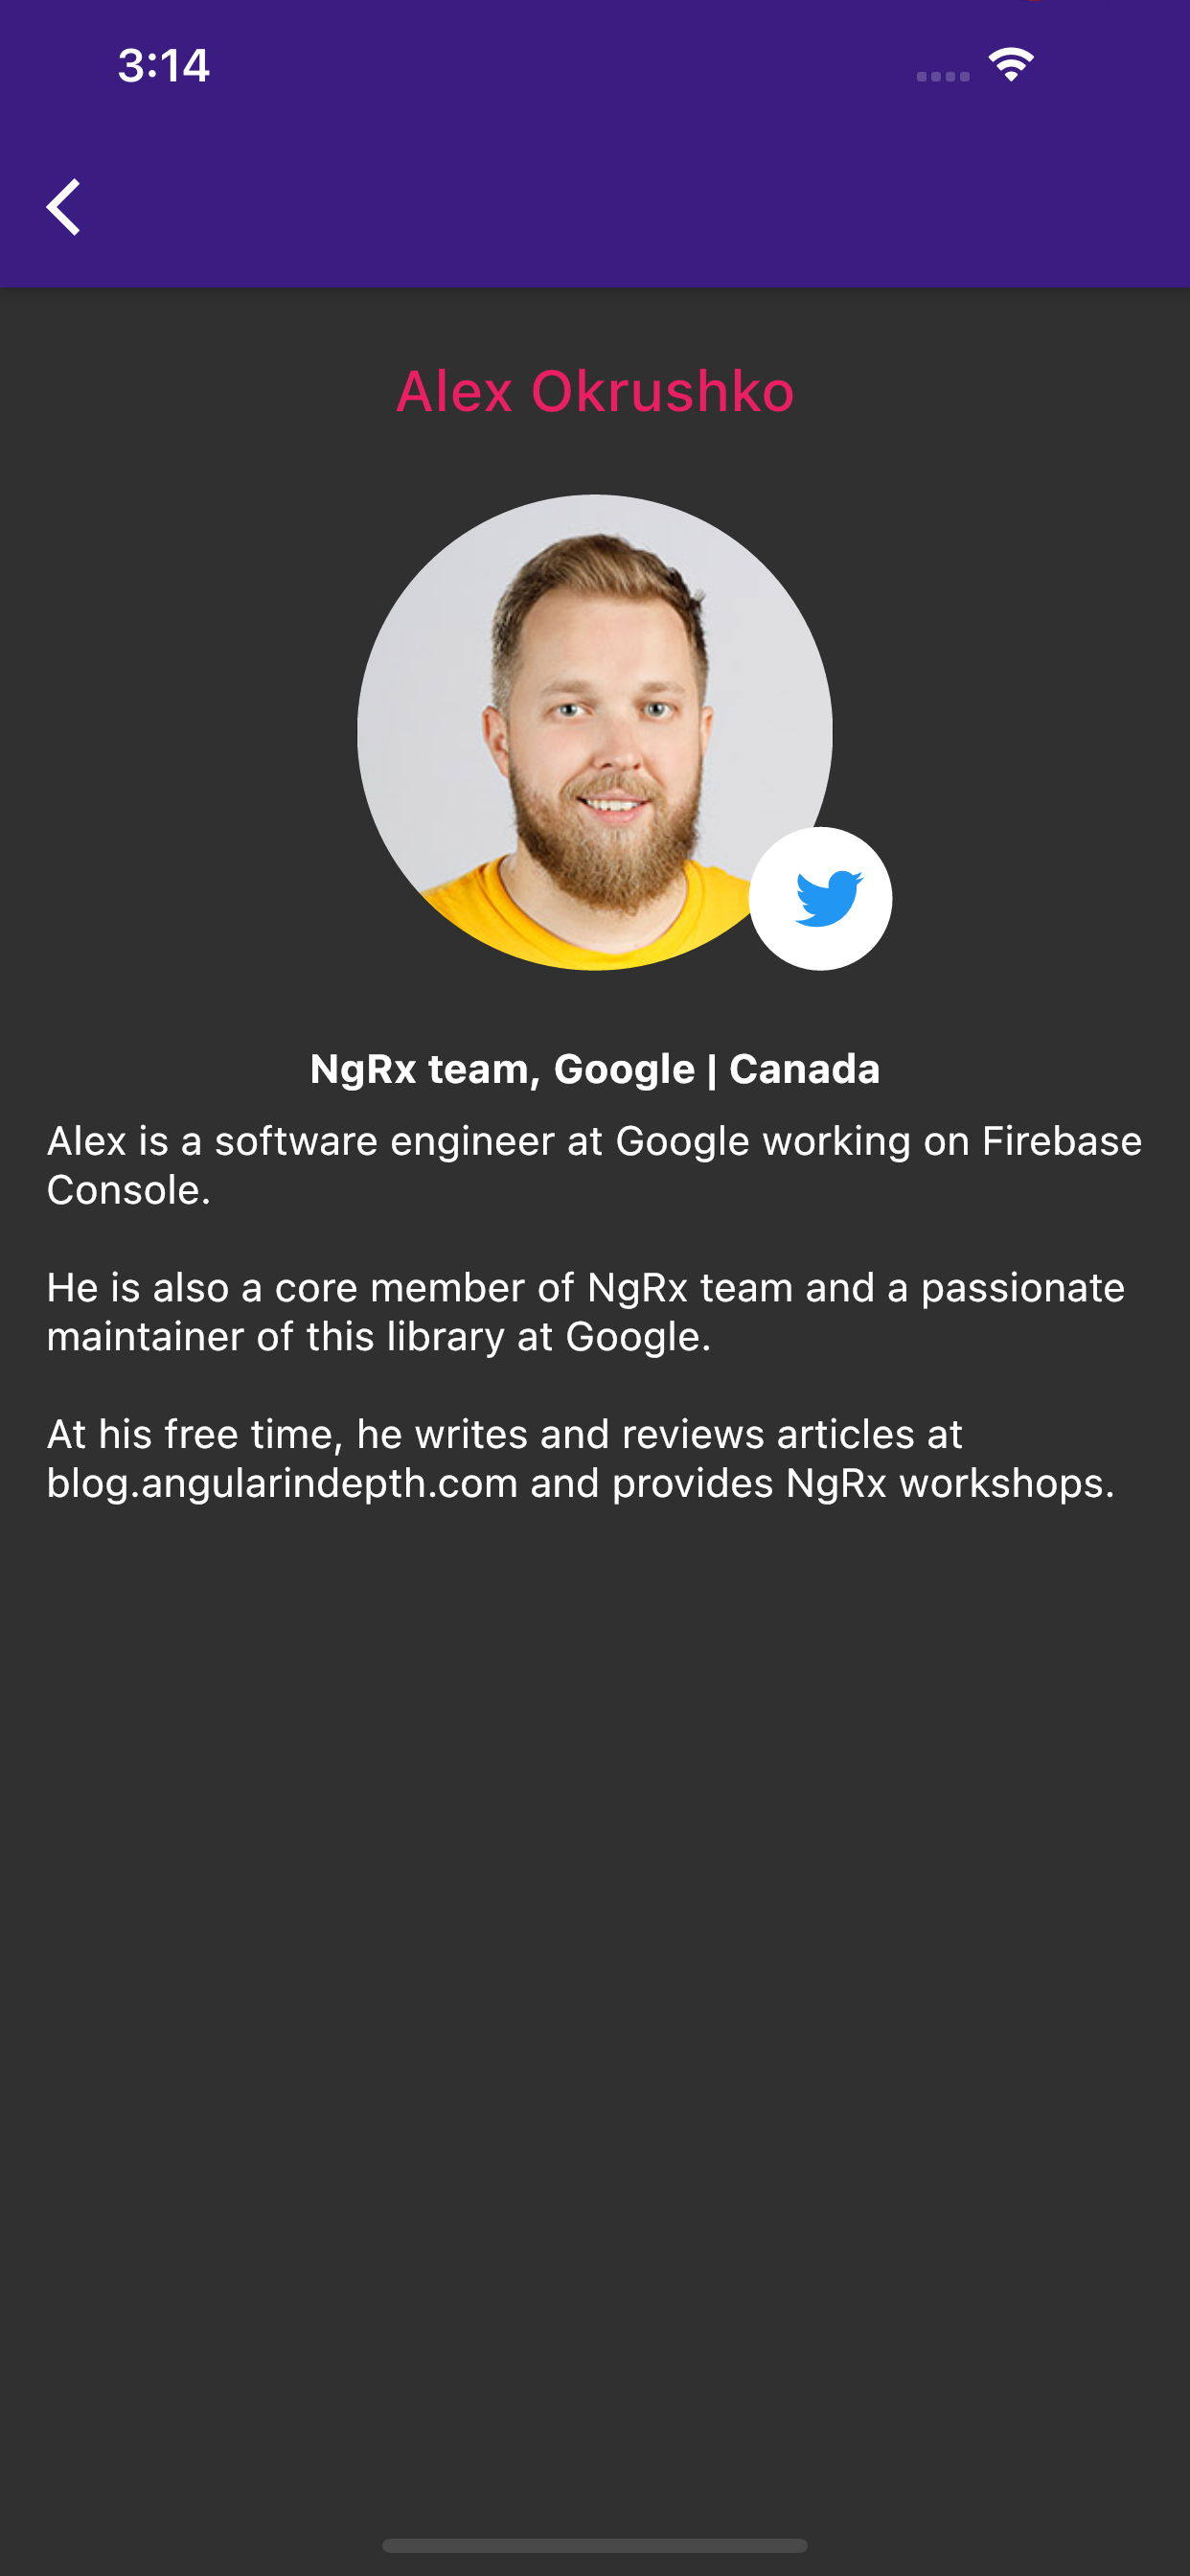 3:14
Alex Okrushko
NgRx team, Google | Canada
Alex is a software engineer at Google working on Firebase
Console.
He is also a core member of NgRx team and a passionate
maintainer of this library at Google.
At his free time, he writes and reviews articles at
blog.angularindepth.com and provides NgRx workshops.